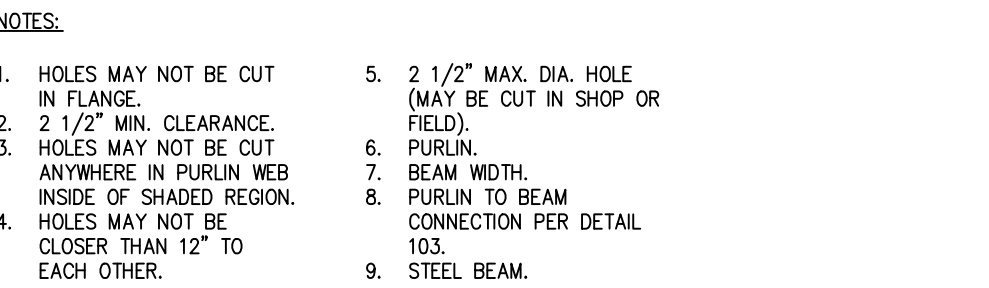 NOTES:
1. HOLES MAY NOT BE CUT
IN FLANGE.
2. 2 1/2" MIN. CLEARANCE.
3. HOLES MAY NOT BE CUT
ANYWHERE IN PURLIN WEB
INSIDE OF SHADED REGION.
4. HOLES MAY NOT BE
CLOSER THAN 12" TO
EACH OTHER.
5. 2 1/2" MAX. DIA. HOLE
(MAY BE CUT IN SHOP OR
FIELD).
6. PURLIN.
7. BEAM WIDTH.
8. PURLIN TO BEAM
CONNECTION PER DETAIL
103.
9. STEEL BEAM.